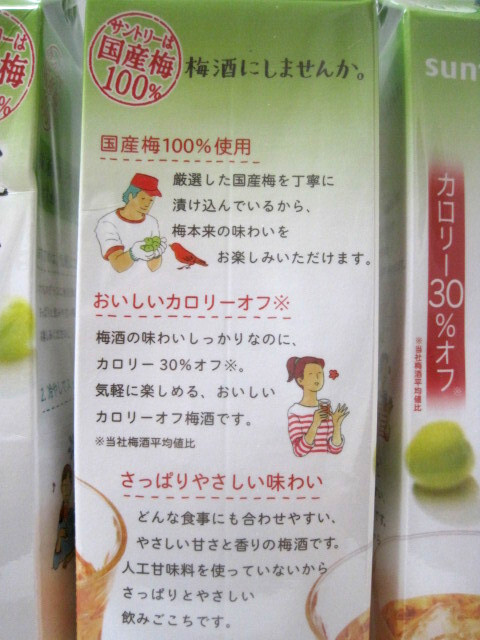 サントリーは
国産梅
100%
梅酒にしませんか。
国産梅100%使用
厳選した国産梅を丁寧に
漬け込んでいるから、
梅本来の味わいを
お楽しみいただけます。
おいしいカロリーオフ※
梅酒の味わいしっかりなのに、
カロリー30%オフ※。
気軽に楽しめる、おいしい
カロリーオフ梅酒です。
※当社梅酒平均値比
さっぱりやさしい味わい
どんな食事にも合わせやすい、
やさしい甘さと香りの梅酒です。
人工甘味料を使っていないから
さっぱりとやさしい
飲みごこちです。
sunt
カロリー30%オフ※
※当社梅酒平均値比